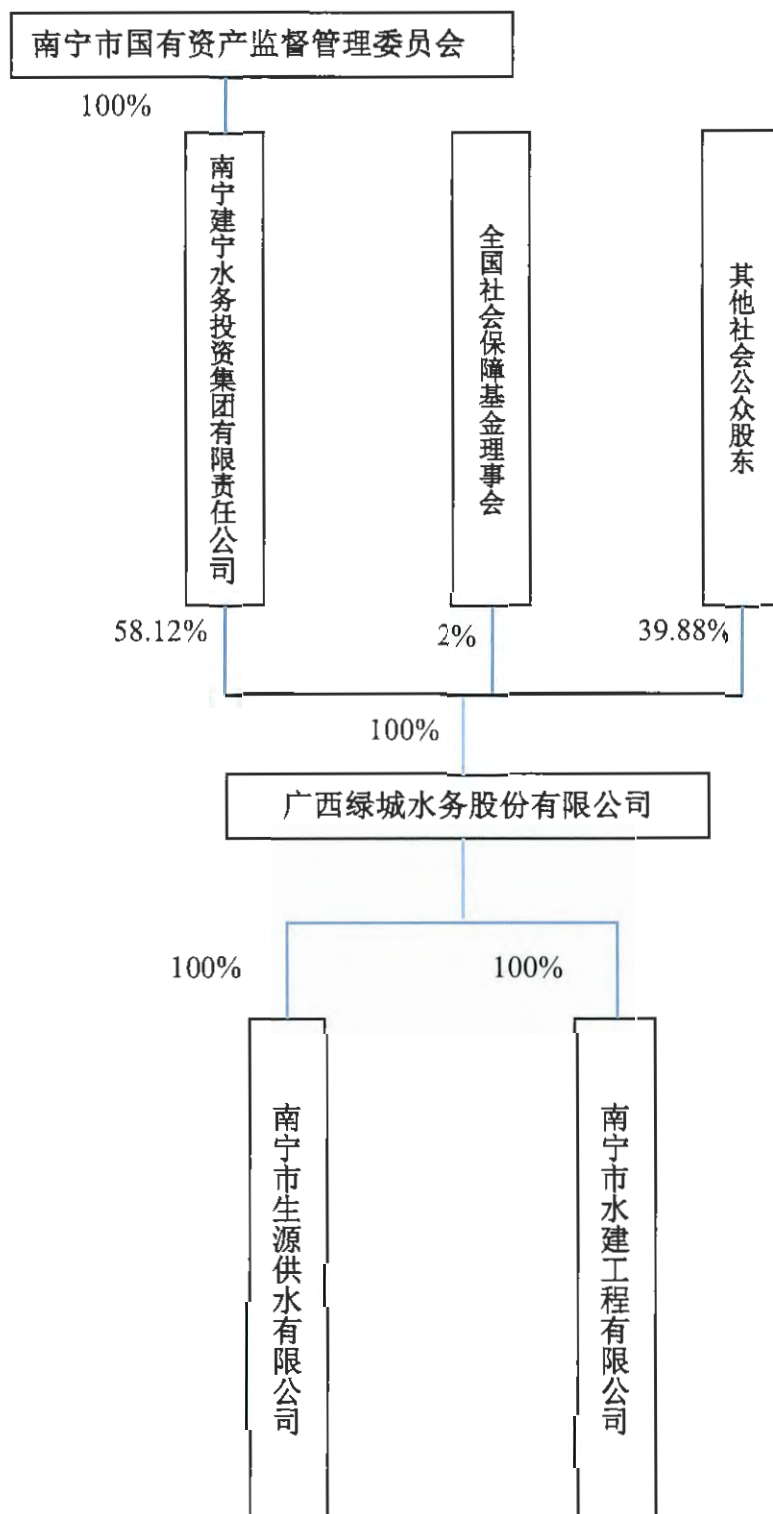 南宁市国有资产监督管理委员会
100%
南宁建宁水务投资集团有限责任公司
全国社会保障基金理事会
其他社会公众股东
58.12%
2%
39.88%
100%
广西绿城水务股份有限公司
100%
100%
南宁市生源供水有限公司
南宁市水建工程有限公司